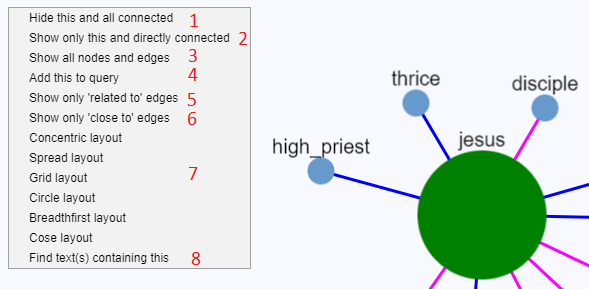 Hide this and all connected 1
Show only this and directly connected 2
Show all nodes and edges 3
Add this to query 4
Show only 'related to' edges 5
Show only 'close to' edges 6
Concentric layout
Spread layout
Grid layout 7
Circle layout
Breadthfirst layout
Cose layout
Find text(s) containing this 8
thrice
disciple
high_priest
jesus